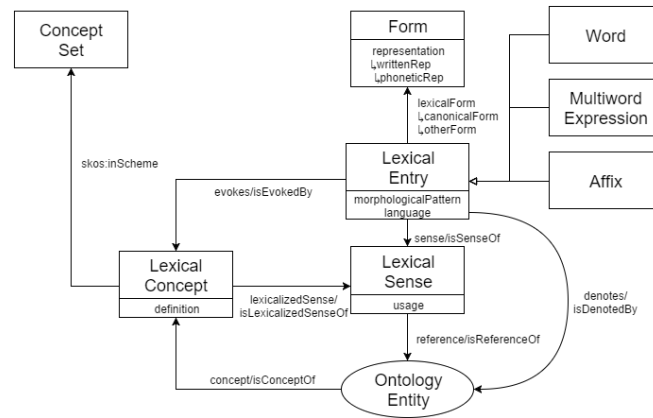 Concept
Set
Form
representation
↳writtenRep
↳phoneticRep
Word
Multiword
Expression
Affix
lexicalForm
↳canonicalForm
↳otherForm
skos:inScheme
Lexical
Entry
morphologicalPattern
language
evokes/isEvokedBy
sense/isSenseOf
Lexical
Concept
definition
lexicalizedSense/
isLexicalizedSenseOf
Lexical
Sense
usage
denotes/
isDenotedBy
reference/isReferenceOf
concept/isConceptOf
Ontology
Entity